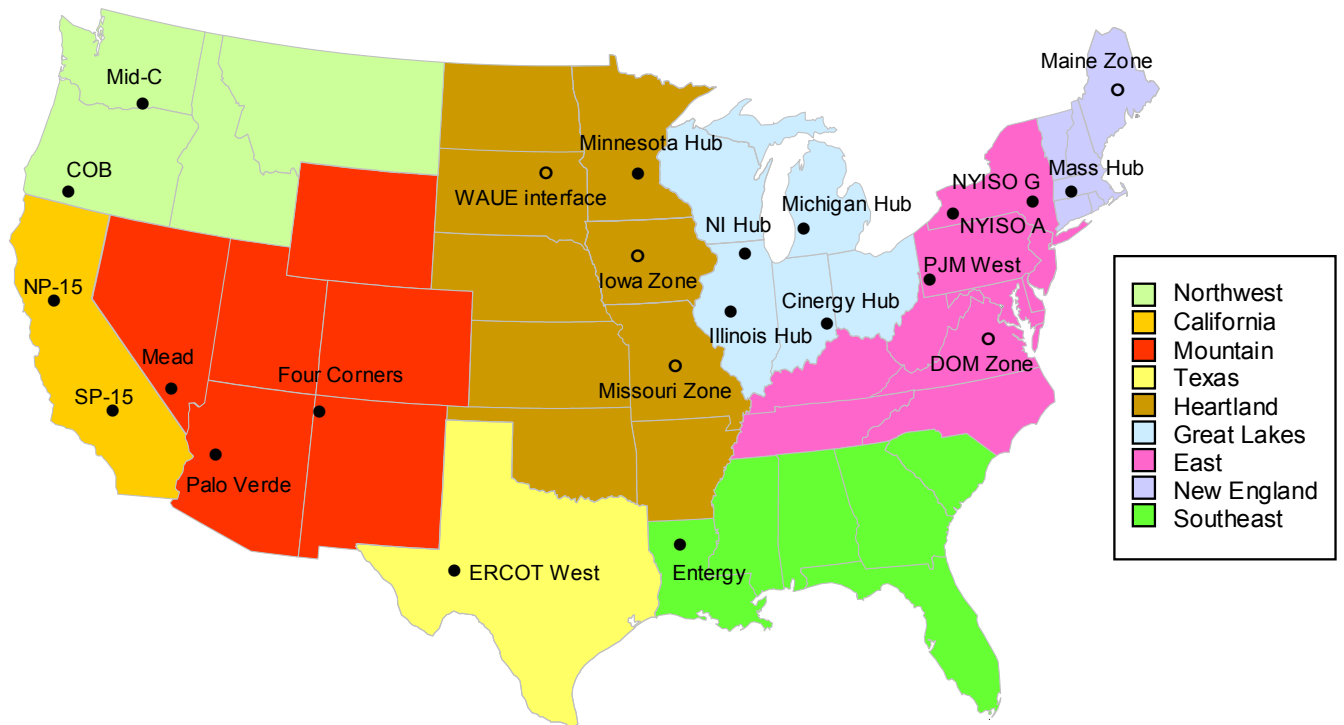 Maine Zone
Mid-C
Minnesota Hub
COB
WAUE interface
Mass Hub
NYISO G
Michigan Hub
NI Hub
NYISO A
PJM West
NP-15
Iowa Zone
Cinergy Hub
Illinois Hub
Mead
Four Corners
DOM Zone
Missouri Zone
SP-15
Palo Verde
ERCOT West
Entergy
Northwest
California
Mountain
Texas
Heartland
Great Lakes
East
New England
Southeast